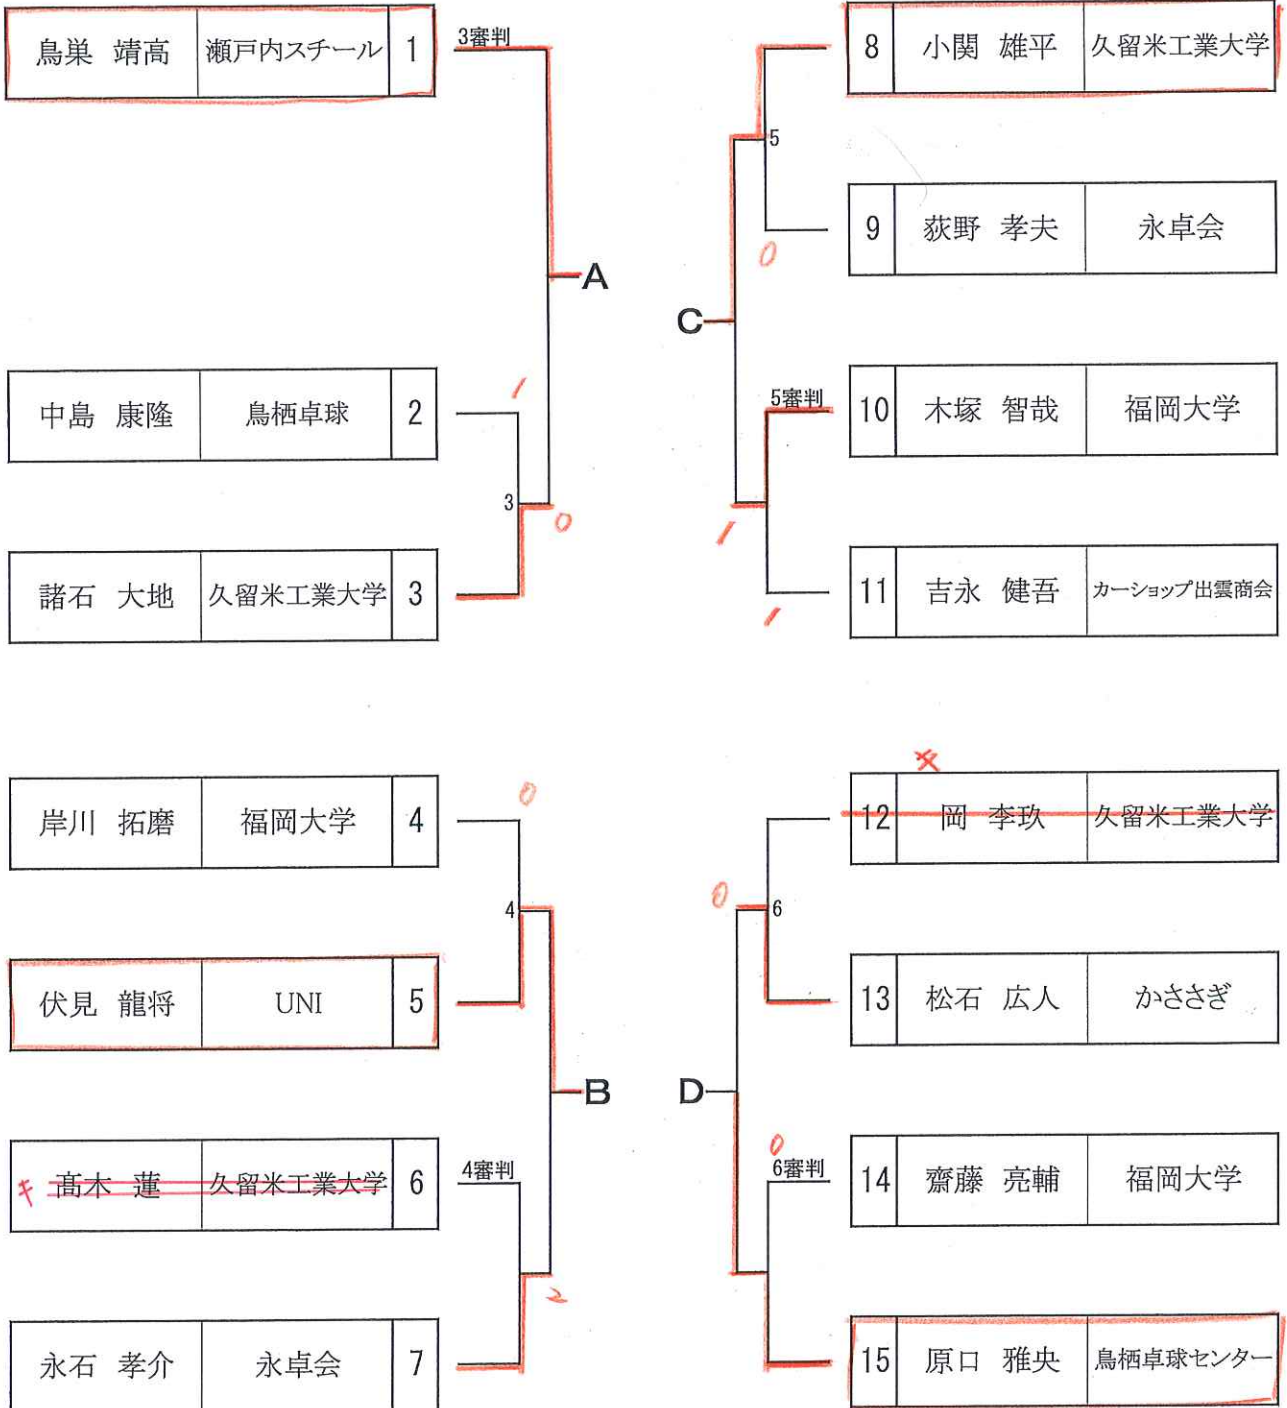 鳥巣 靖高 瀬戸内スチール 1
3審判
A
1
中島 康隆 鳥栖卓球 2
3
0
諸石 大地 久留米工業大学 3
0
岸川 拓磨 福岡大学 4
4
伏見 龍将 UNI 5
B
キ 髙木 蓮 久留米工業大学 6
4審判
2
永石 孝介 永卓会 7
8 小関 雄平 久留米工業大学
5
9 荻野 孝夫 永卓会
0
C
5審判
10 木塚 智哉 福岡大学
1
11 吉永 健吾 カーショップ出雲商会
1
キ
12 岡 李玖 久留米工業大学
0
6
13 松石 広人 かささぎ
D
0
6審判
14 齋藤 亮輔 福岡大学
15 原口 雅央 鳥栖卓球センター